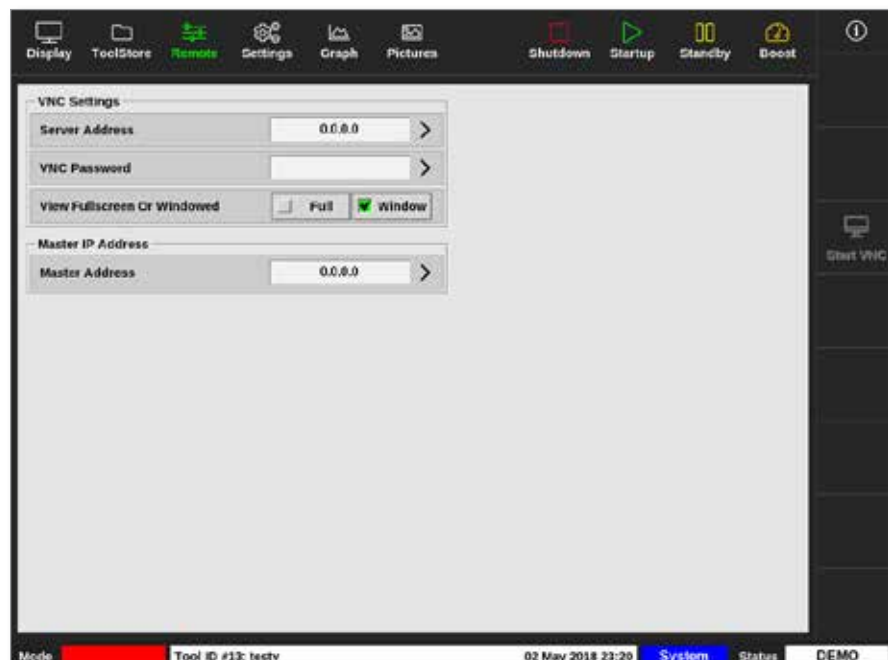 Display ToolStore Remote Settings Graph Pictures Shutdown Startup Standby Boost
VNC Settings
Server Address 0.0.0.0
VNC Password
View Fullscreen Or Windowed Full Window
Start VNC
Master IP Address
Master Address 0.0.0.0
Mode Tool ID #13: testy 02 May 2018 23:20 System Status DEMO